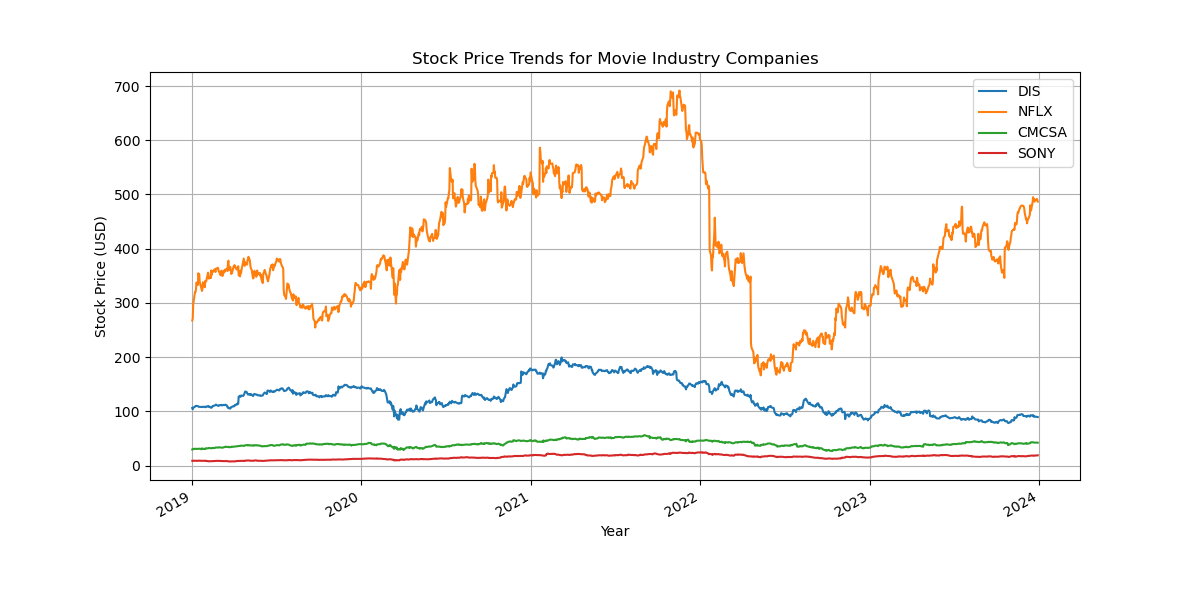 Stock Price Trends for Movie Industry Companies
700
600
500
400
300
200
100
0
Stock Price (USD)
DIS
NFLX
CMCSA
SONY
2019
2020
2021
2022
2023
2024
Year